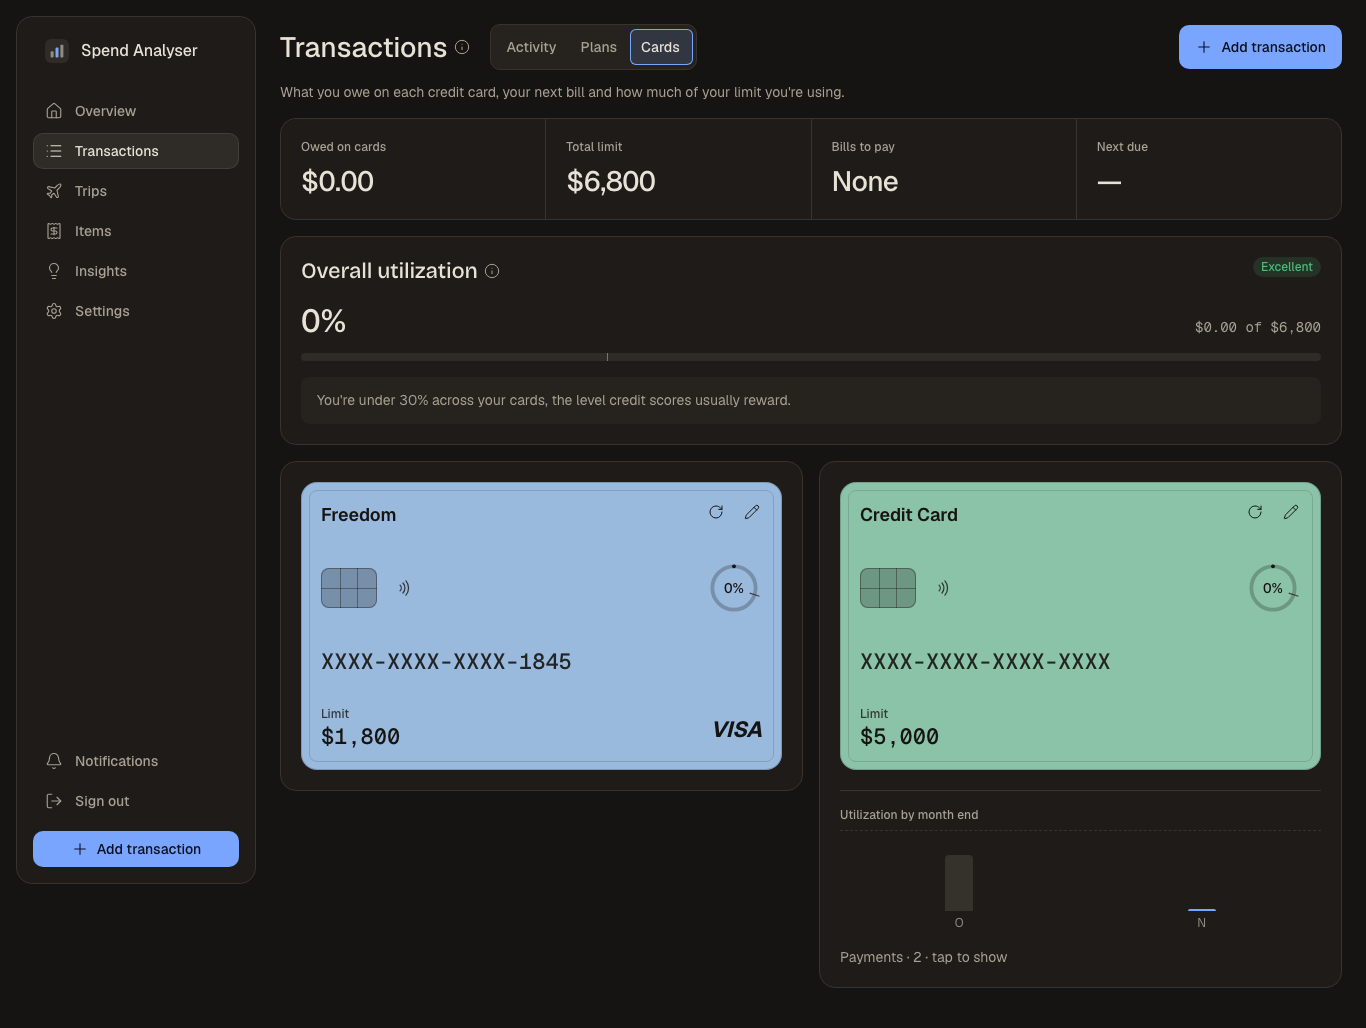 Spend Analyser
Overview
Transactions
Trips
Items
Insights
Settings
Notifications
Sign out
Add transaction
Transactions
Activity
Plans
Cards
Add transaction
What you owe on each credit card, your next bill and how much of your limit you're using.
Owed on cards
$0.00
Total limit
$6,800
Bills to pay
None
Next due
—
Overall utilization
Excellent
0%
$0.00 of $6,800
You're under 30% across your cards, the level credit scores usually reward.
Freedom
0%
XXXX-XXXX-XXXX-1845
Limit
$1,800
VISA
Credit Card
0%
XXXX-XXXX-XXXX-XXXX
Limit
$5,000
Utilization by month end
O
N
Payments · 2 · tap to show